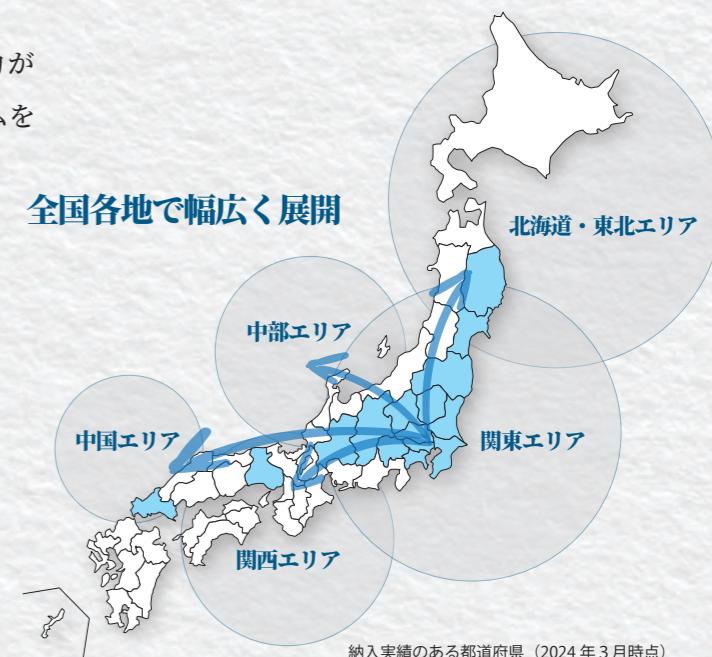 が
ムを
全国各地で幅広く展開
北海道・東北エリア
中部エリア
中国エリア
関東エリア
関西エリア
納入実績のある都道府県（2024年3月時点）